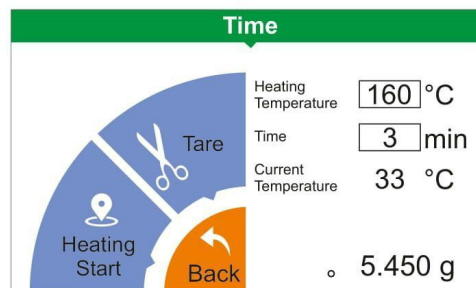 Time
Heating
Temperature
160 °C
Time
3 min
Current
Temperature
33 °C
Tare
Heating
Start
Back
5.450 g